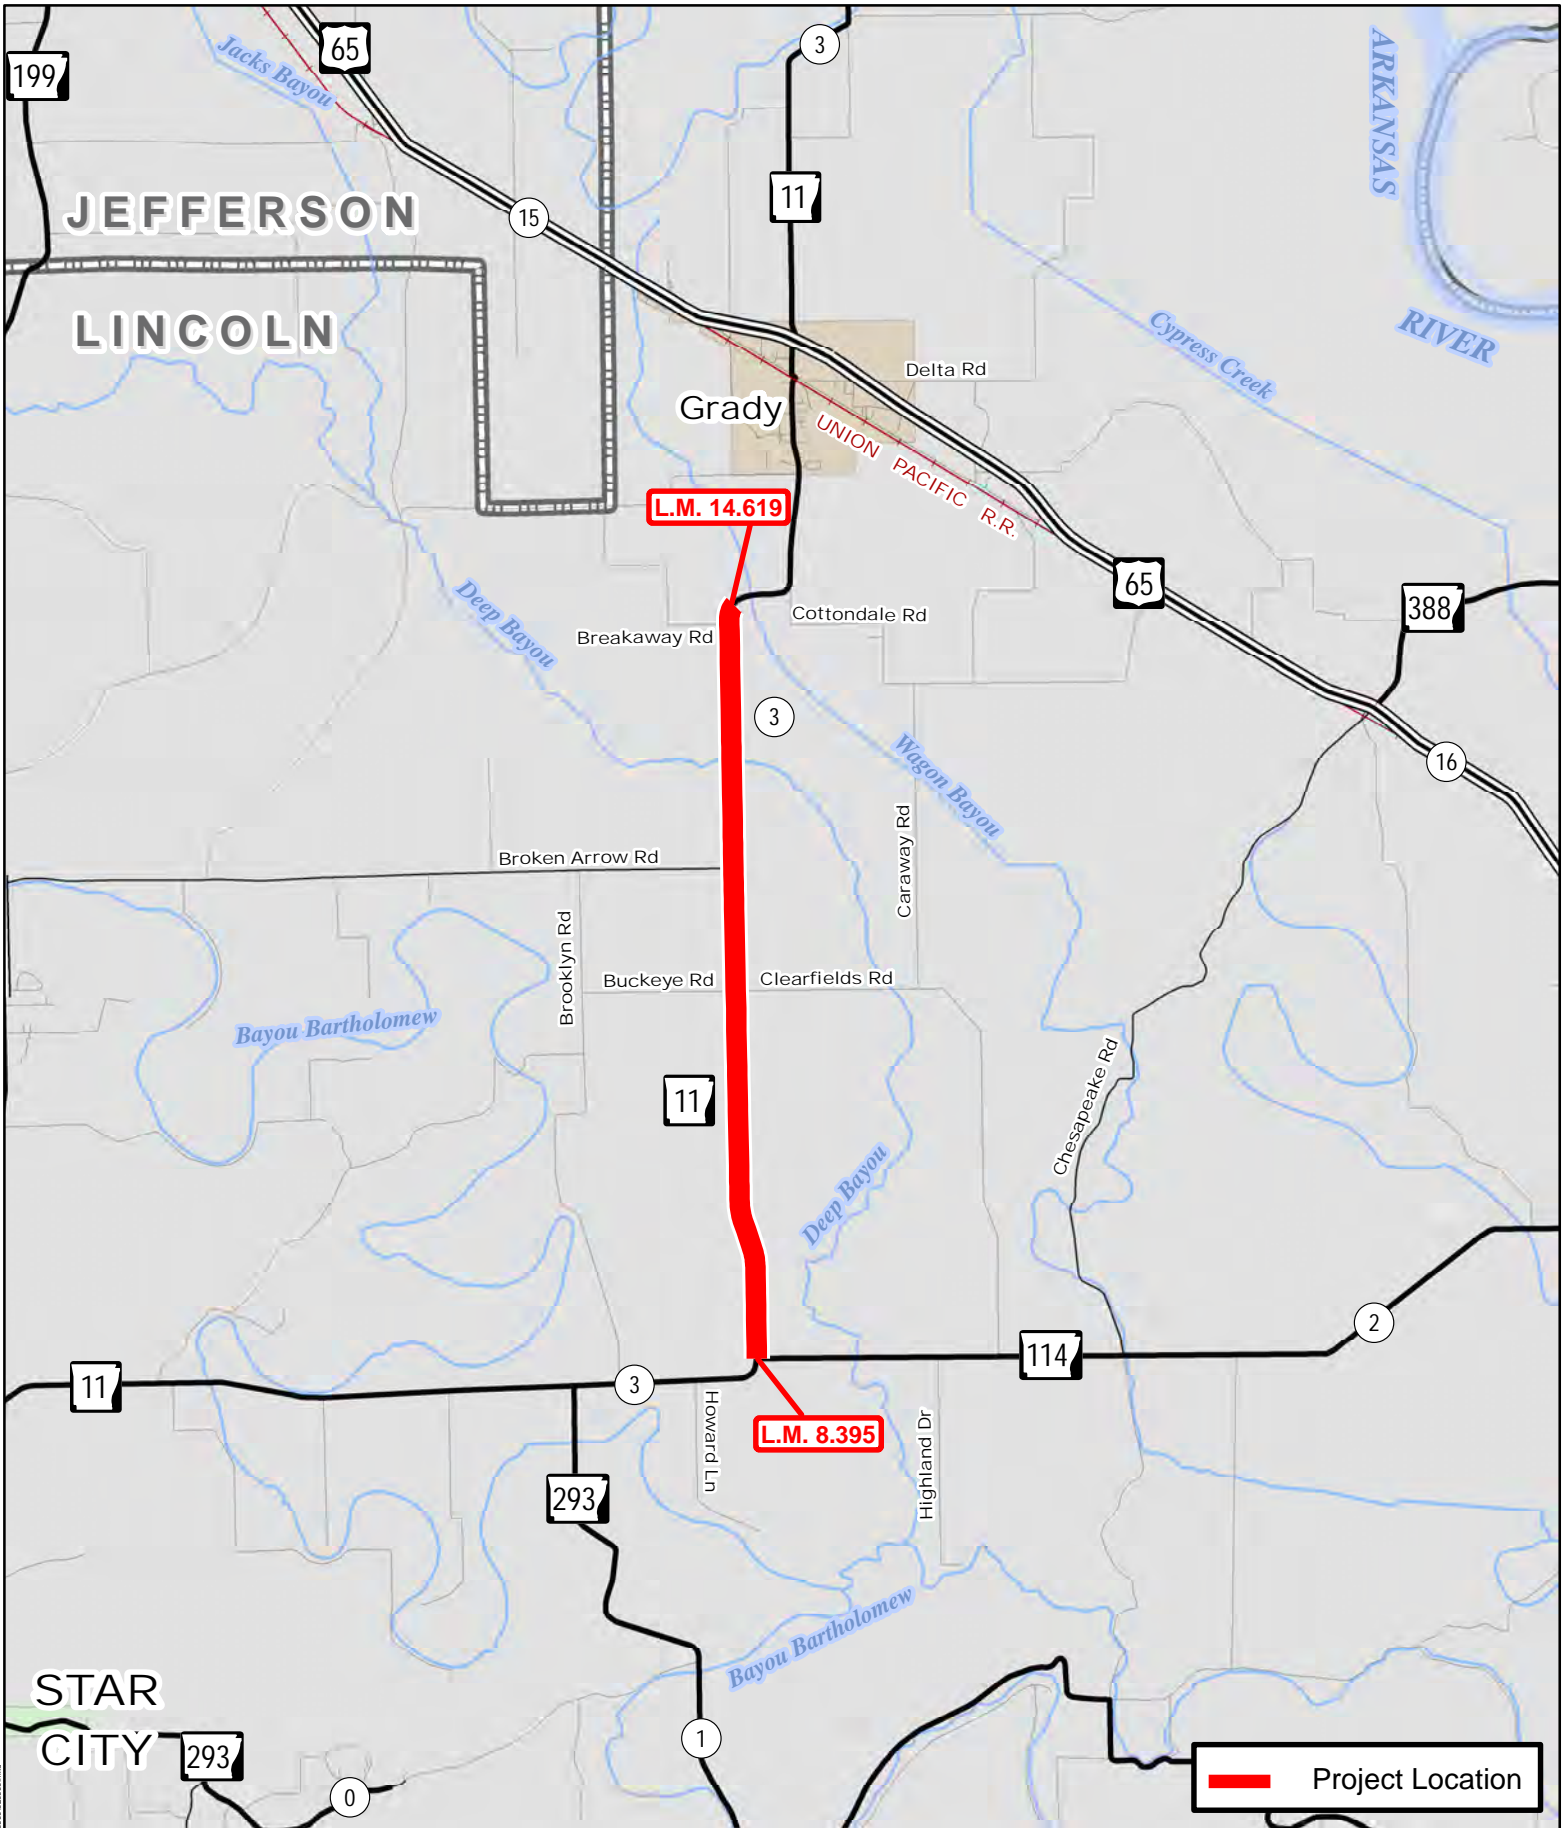 3
65
199
Jacks Bayou
ARKANSAS
RIVER
11
JEFFERSON
15
LINCOLN
Cypress Creek
Delta Rd
Grady
UNION PACIFIC R.R.
L.M. 14.619
65
388
Deep Bayou
Cottondale Rd
Breakaway Rd
3
Wagon Bayou
16
Caraway Rd
Broken Arrow Rd
Brooklyn Rd
Buckeye Rd
Clearfields Rd
Bayou Bartholomew
Chesapeake Rd
11
Deep Bayou
2
114
11
3
Howard Ln
L.M. 8.395
Highland Dr
293
Bayou Bartholomew
STAR
CITY
293
1
0
Project Location